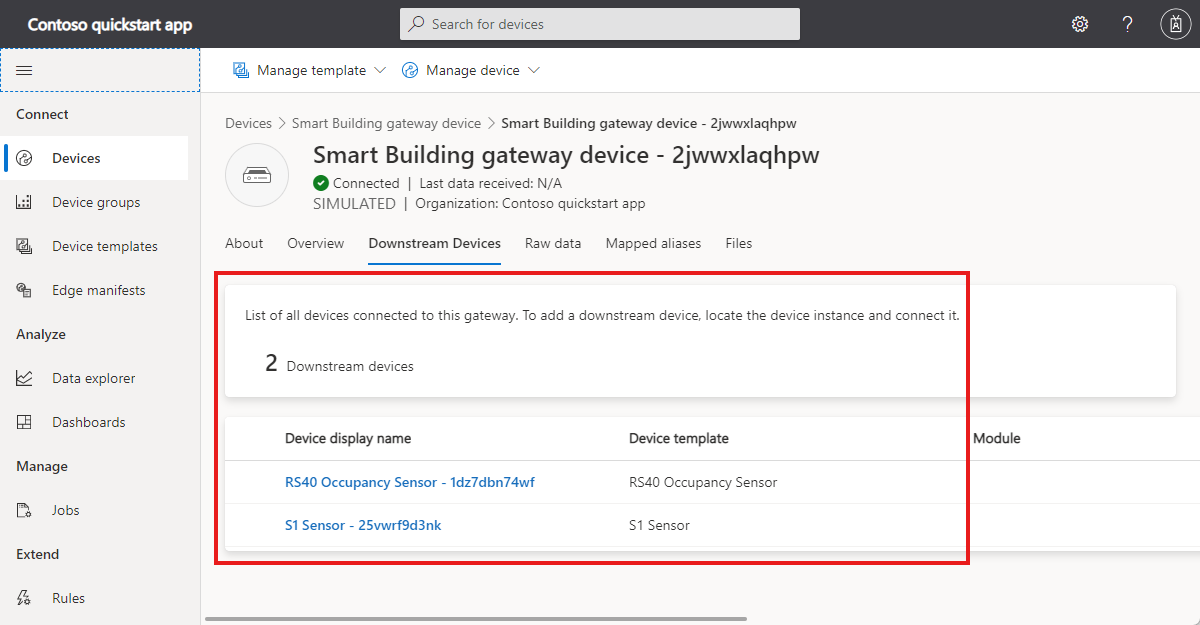 Contoso quickstart app
Search for devices
?
Manage template
Manage device
Connect
Devices
Device groups
Device templates
Edge manifests
Analyze
Data explorer
Dashboards
Manage
Jobs
Extend
Rules
Devices > Smart Building gateway device > Smart Building gateway device - 2jwwxlaqhpw
Smart Building gateway device - 2jwwxlaqhpw
Connected | Last data received: N/A
SIMULATED | Organization: Contoso quickstart app
About Overview Downstream Devices Raw data Mapped aliases Files
List of all devices connected to this gateway. To add a downstream device, locate the device instance and connect it.
2 Downstream devices
Device display name Device template Module
RS40 Occupancy Sensor - 1dz7dbn74wf RS40 Occupancy Sensor
S1 Sensor - 25vwrf9d3nk S1 Sensor